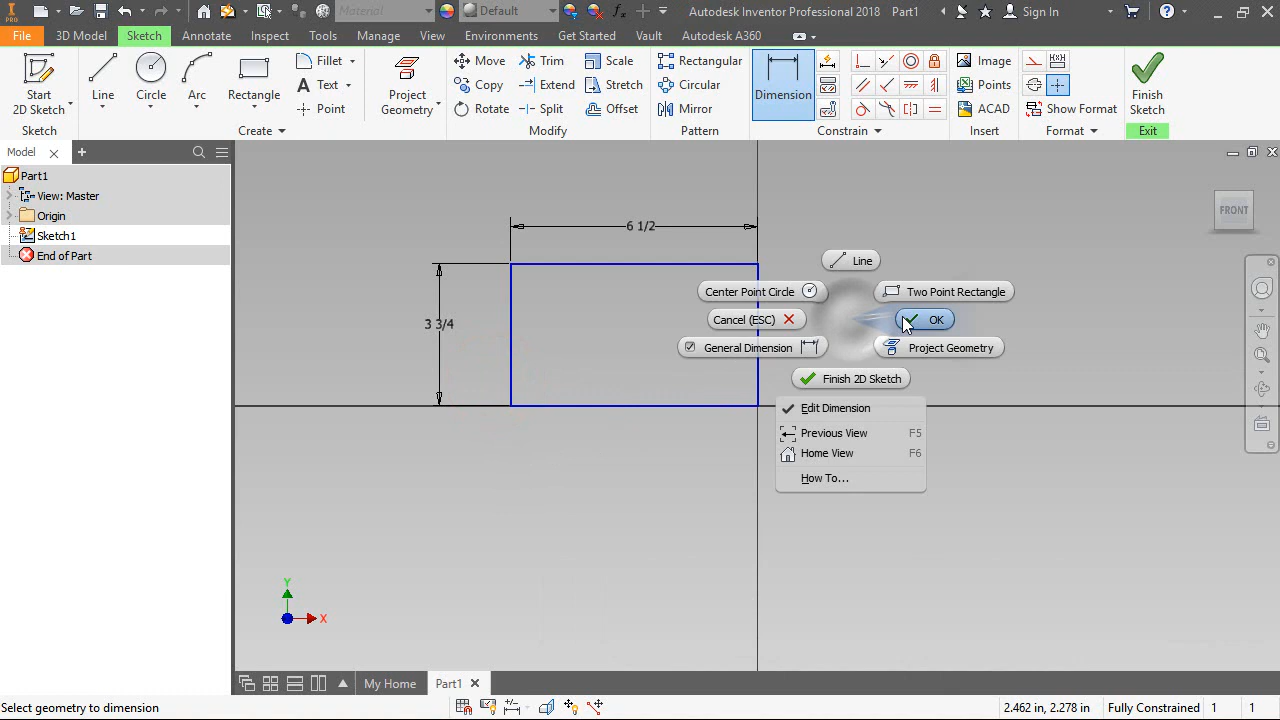 PRO Material Default Autodesk Inventor Professional 2018 Part1 Sign In
File 3D Model Sketch Annotate Inspect Tools Manage View Environments Get Started Vault Autodesk A360
Start
2D Sketch
Line
Circle
Arc
Rectangle
Fillet
Text
Point
Project
Geometry
Move
Copy
Rotate
Trim
Extend
Split
Scale
Stretch
Offset
Rectangular
Circular
Mirror
Dimension
Image
Points
ACAD
Show Format
Finish
Sketch
Sketch Create Modify Pattern Constrain Insert Format Exit
Model
Part1
View: Master
Origin
Sketch1
End of Part
FRONT
6 1/2
3 3/4
Line
Center Point Circle Two Point Rectangle
Cancel (ESC) OK
General Dimension Project Geometry
Finish 2D Sketch
Edit Dimension
Previous View F5
Home View F6
How To...
Y
X
My Home Part1
Select geometry to dimension 2.462 in, 2.278 in Fully Constrained 1 1